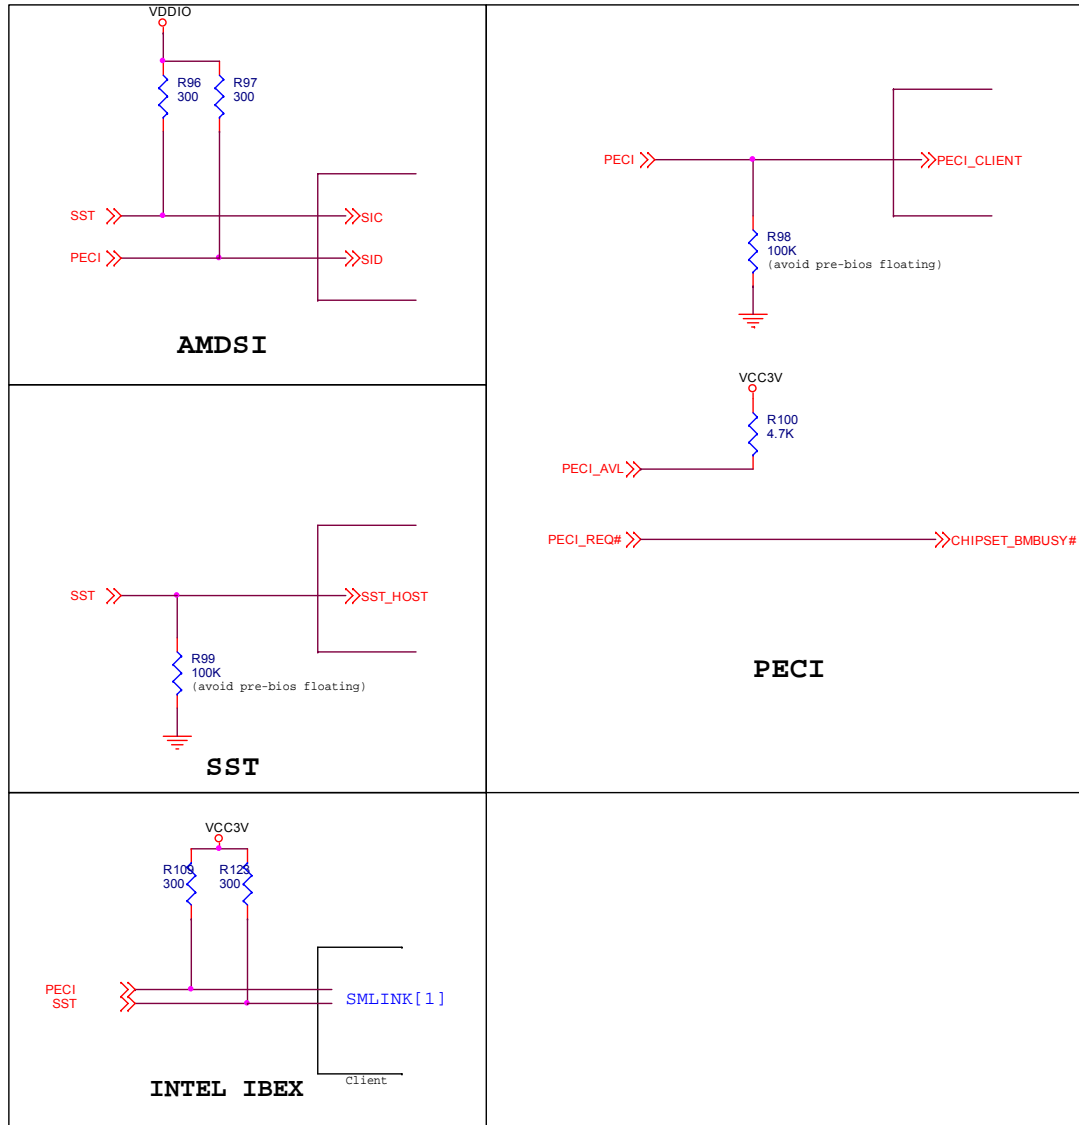 VDDIO
R96
300
R97
300
SST
SIC
PECI
SID
AMDSI
PECI
PECI_CLIENT
R98
100K
(avoid pre-bios floating)
VCC3V
R100
4.7K
PECI_AVL
PECI_REQ#
CHIPSET_BMBUSY#
PECI
SST
SST_HOST
R99
100K
(avoid pre-bios floating)
SST
VCC3V
R109
300
R123
300
PECI
SST
SMLINK[1]
Client
INTEL IBEX